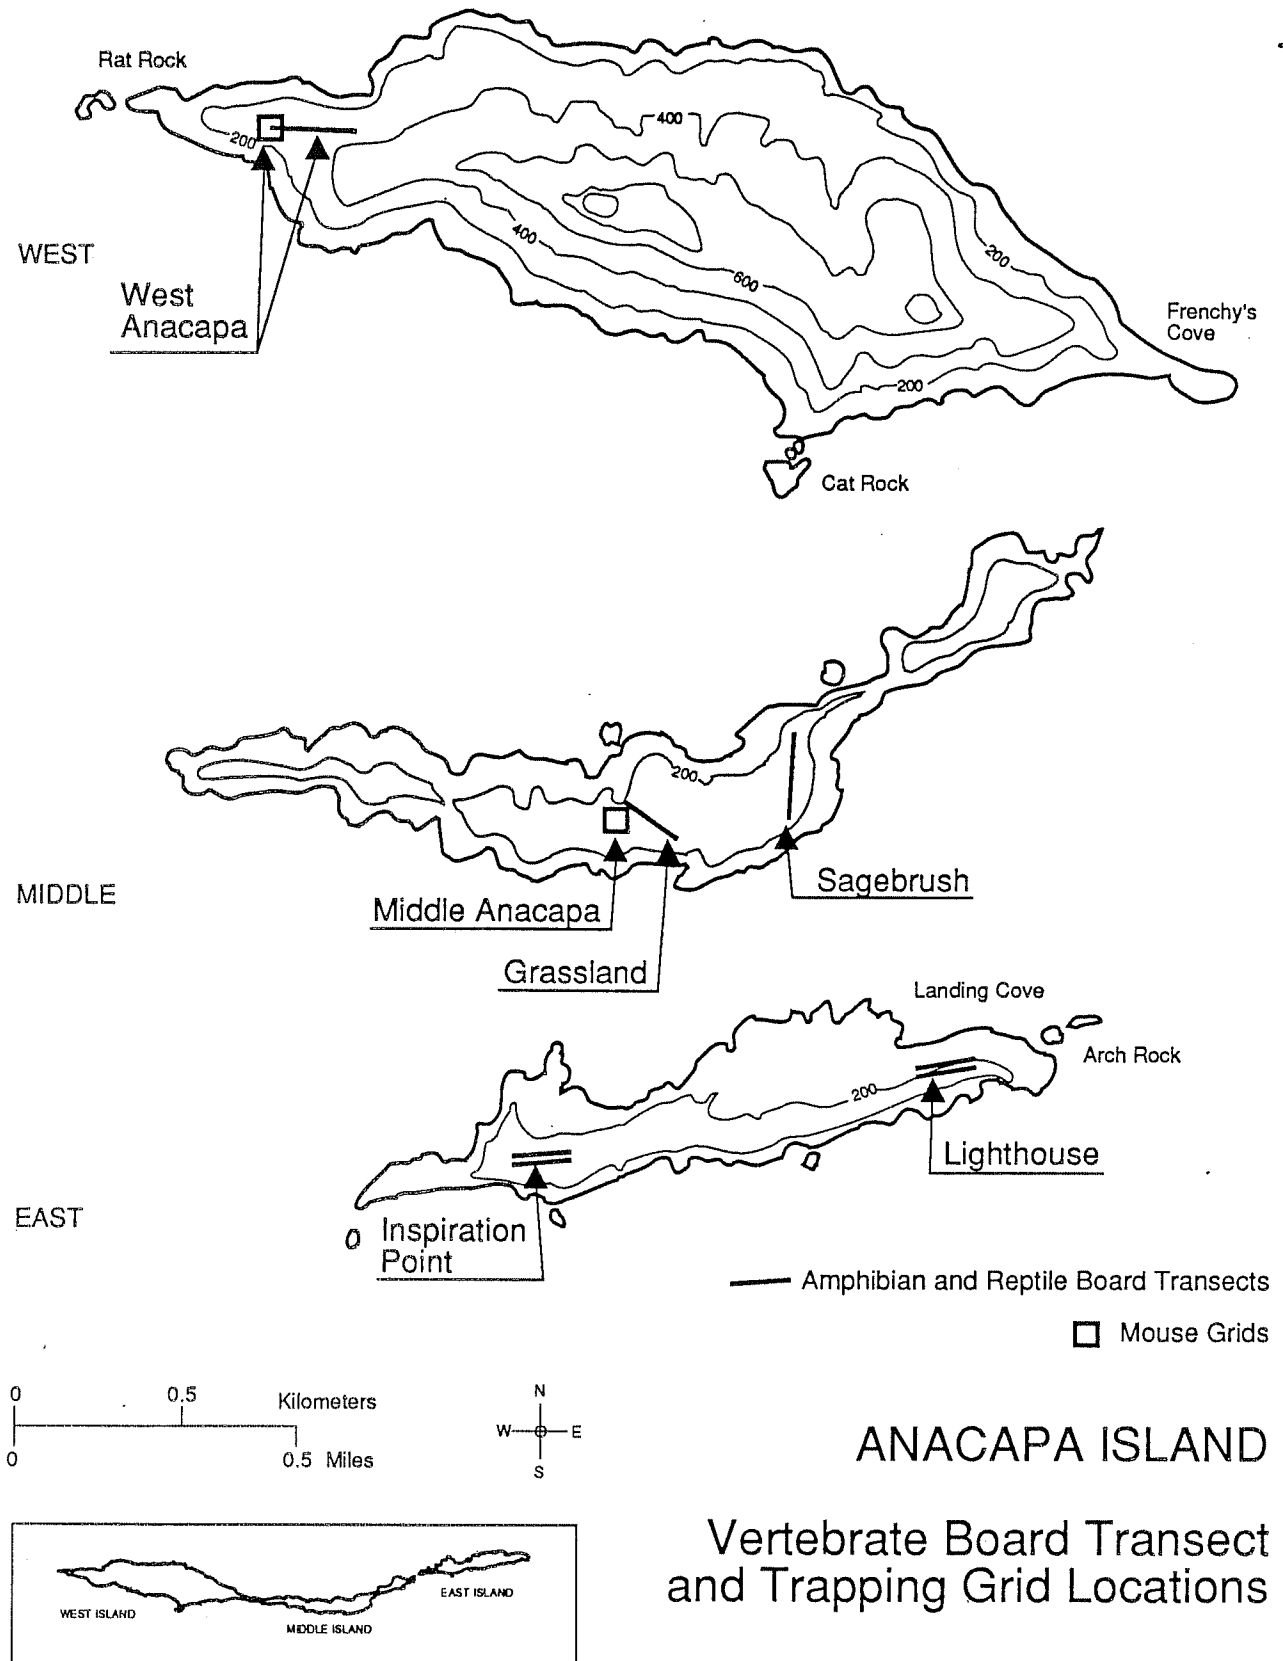 Rat Rock
400
200
WEST
400
200
West
Anacapa
600
Frenchy's
Cove
200
Cat Rock
200
MIDDLE
Middle Anacapa
Sagebrush
Grassland
Landing Cove
Arch Rock
200
Lighthouse
EAST
Inspiration
Point
Amphibian and Reptile Board Transects
Mouse Grids
0 0.5 Kilometers
0 0.5 Miles
N
W E
S
ANACAPA ISLAND
Vertebrate Board Transect
and Trapping Grid Locations
WEST ISLAND
MIDDLE ISLAND
EAST ISLAND